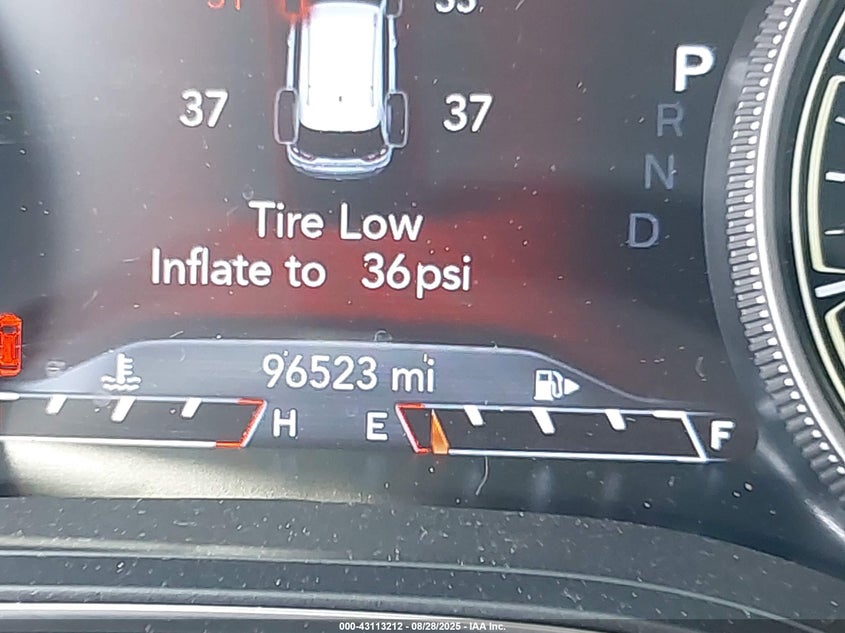 37 37
P
R
N
D
Tire Low
Inflate to 36psi
96523 mi
H E F
000-43113212 - 08/28/2025 - IAA Inc.